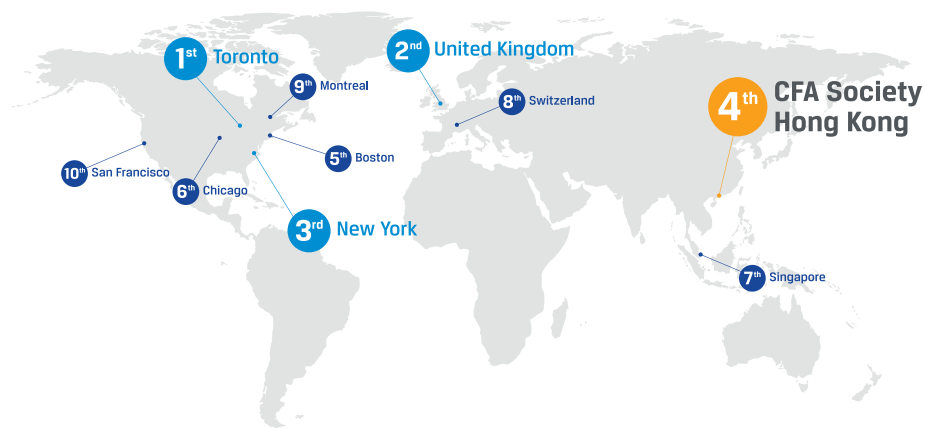 1st Toronto
2nd United Kingdom
9th Montreal
8th Switzerland
4th CFA Society
Hong Kong
5th Boston
10th San Francisco
6th Chicago
3rd New York
7th Singapore